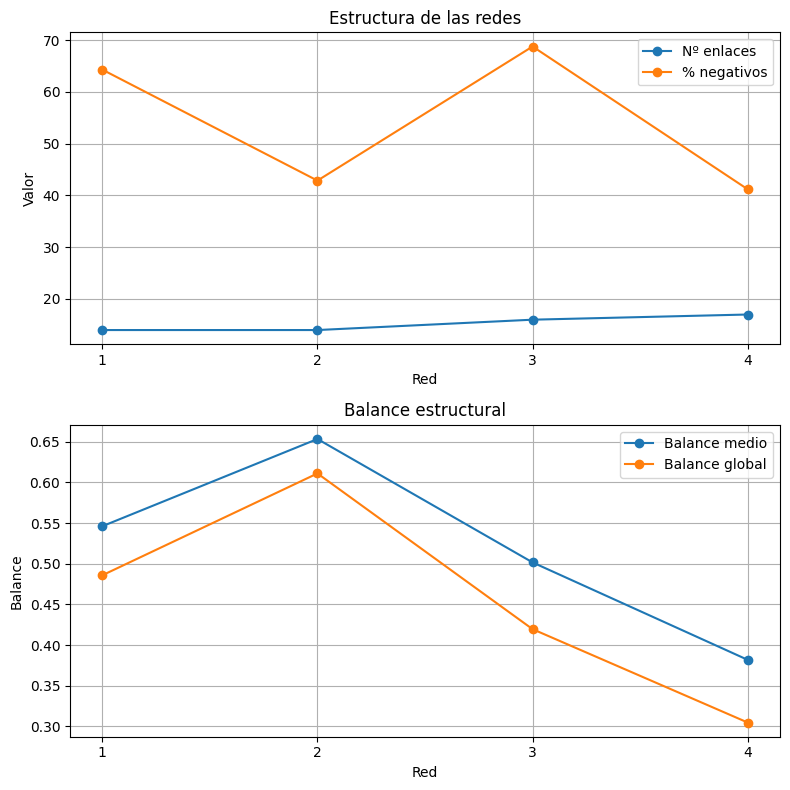 Estructura de las redes
Nº enlaces
% negativos
70
60
50
40
30
20
Valor
1
2
3
4
Red
Balance estructural
Balance medio
Balance global
0.65
0.60
0.55
0.50
0.45
0.40
0.35
0.30
Balance
1
2
3
4
Red